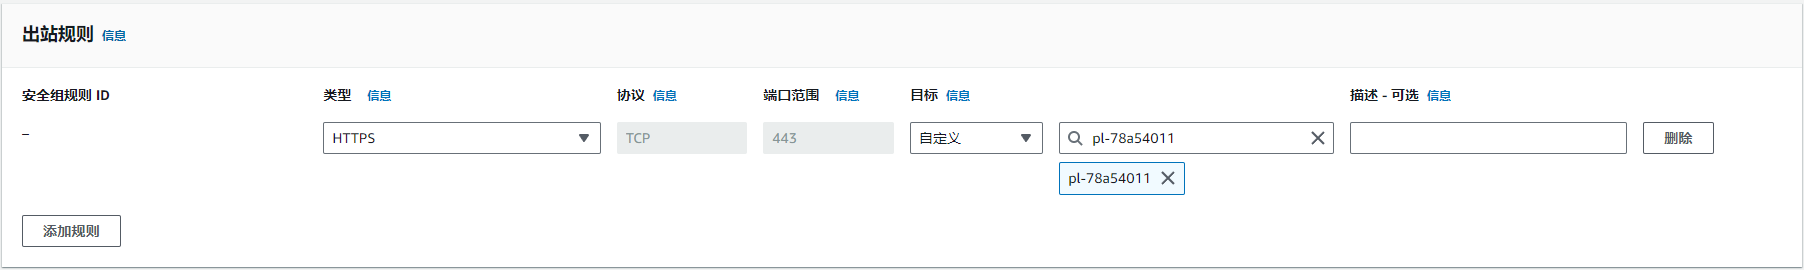 出站规则 信息
安全组规则 ID 类型 信息 协议 信息 端口范围 信息 目标 信息 描述 - 可选 信息
– HTTPS TCP 443 自定义 pl-78a54011 删除
pl-78a54011
添加规则